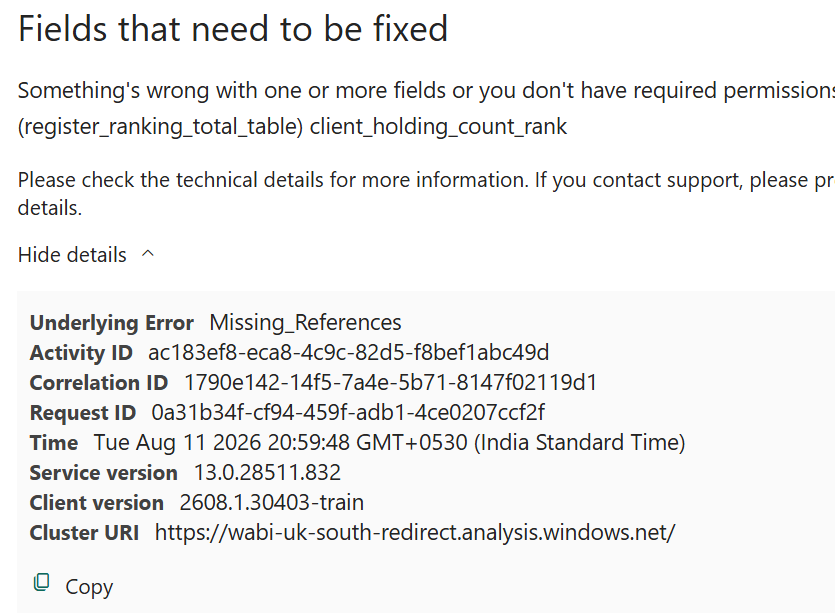 Fields that need to be fixed
Something's wrong with one or more fields or you don't have required permissions
(register_ranking_total_table) client_holding_count_rank
Please check the technical details for more information. If you contact support, please pr
details.
Hide details
Underlying Error Missing_References
Activity ID ac183ef8-eca8-4c9c-82d5-f8bef1abc49d
Correlation ID 1790e142-14f5-7a4e-5b71-8147f02119d1
Request ID 0a31b34f-cf94-459f-adb1-4ce0207ccf2f
Time Tue Aug 11 2026 20:59:48 GMT+0530 (India Standard Time)
Service version 13.0.28511.832
Client version 2608.1.30403-train
Cluster URI https://wabi-uk-south-redirect.analysis.windows.net/
Copy